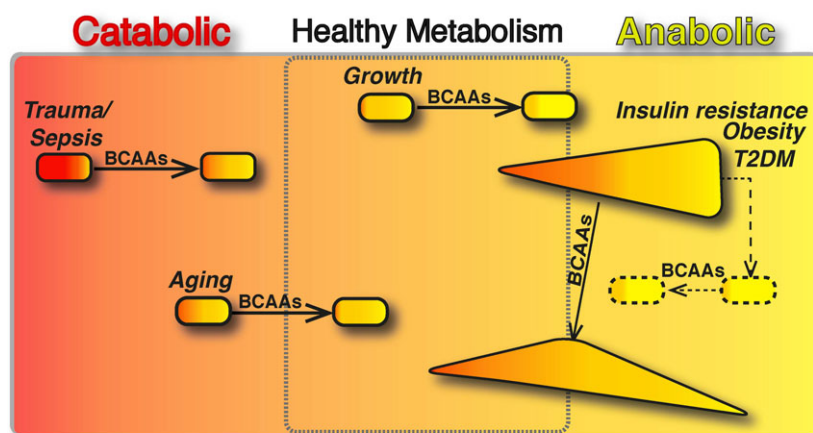 Catabolic
Healthy Metabolism
Anabolic
Growth
BCAAs
Trauma/
Sepsis
BCAAs
Insulin resistance
Obesity
T2DM
BCAAs
BCAAs
Aging
BCAAs